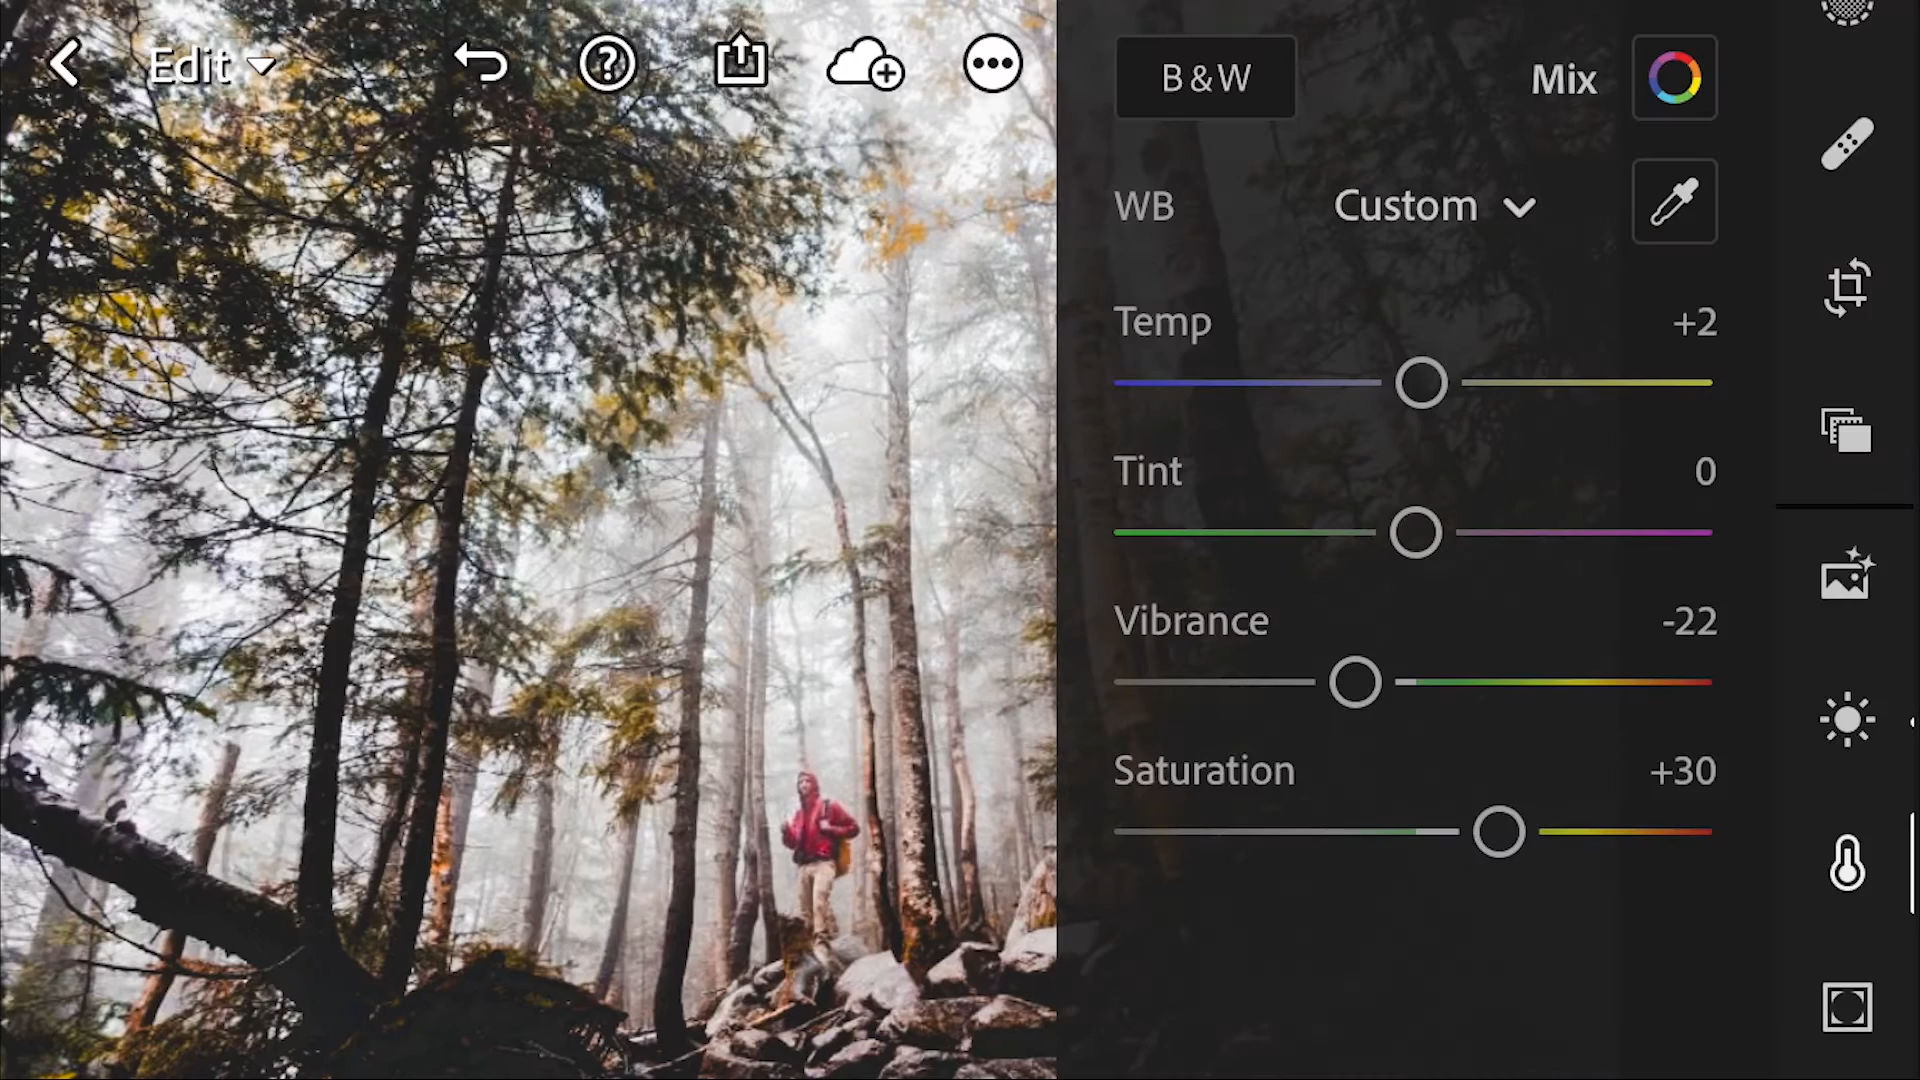 Edit
B&W
Mix
WB
Custom
Temp
+2
Tint
0
Vibrance
-22
Saturation
+30